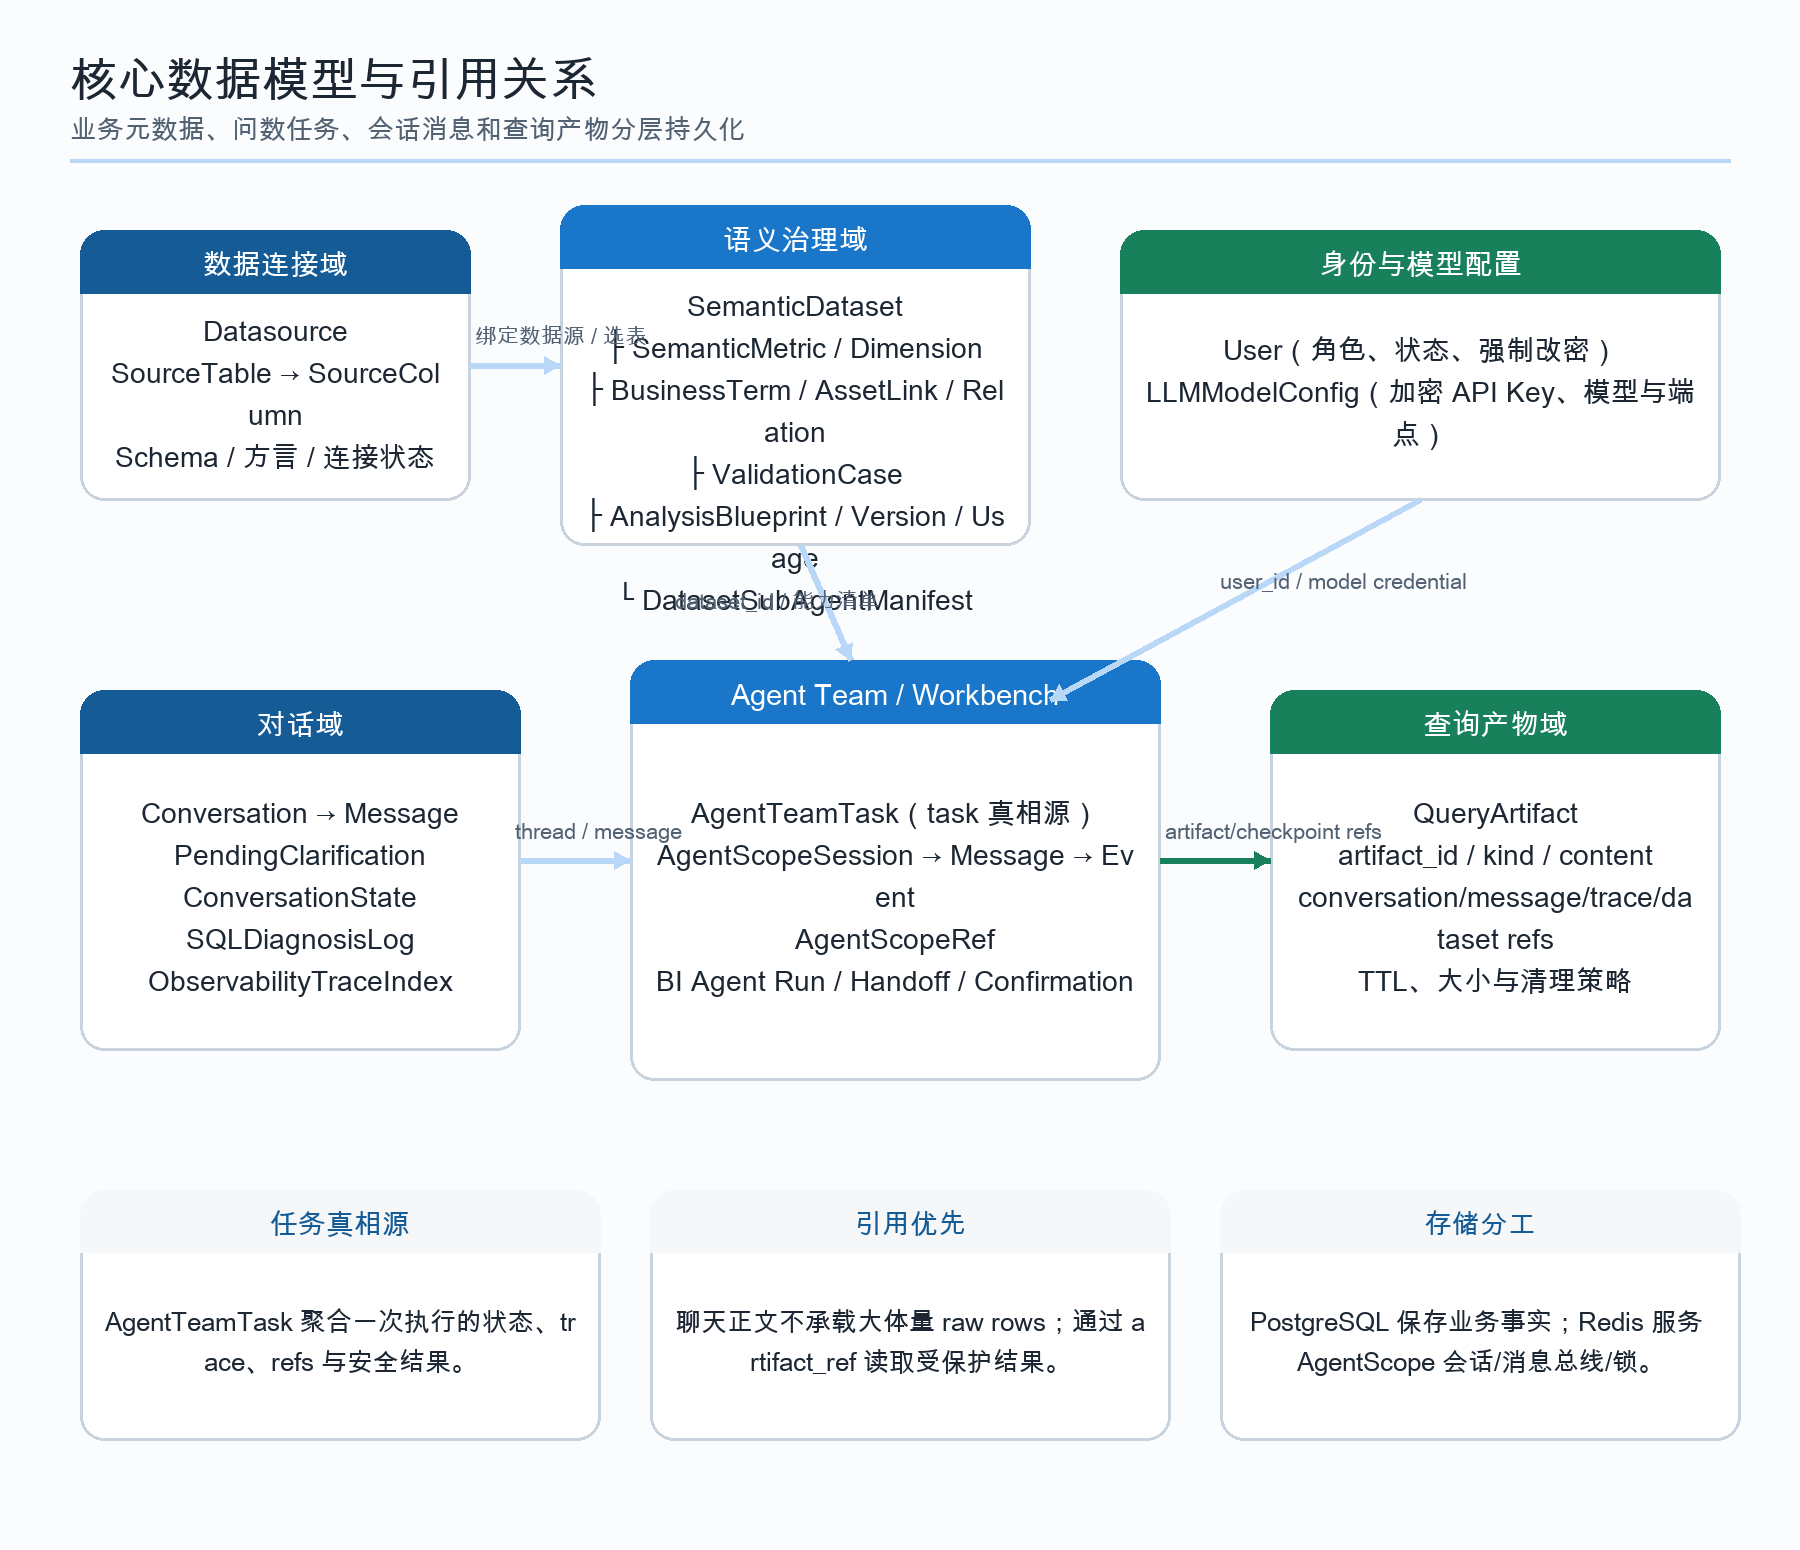 核心数据模型与引用关系
业务元数据、问数任务、会话消息和查询产物分层持久化
数据连接域
Datasource
SourceTable → SourceCol
umn
Schema / 方言 / 连接状态
绑定数据源 / 选表
语义治理域
SemanticDataset
├ SemanticMetric / Dimension
├ BusinessTerm / AssetLink / Rel
ation
├ ValidationCase
├ AnalysisBlueprint / Version / Us
age
└ DatasetSubAgentManifest
dataset_id / 能力清单
身份与模型配置
User（角色、状态、强制改密）
LLMModelConfig（加密 API Key、模型与端
点）
user_id / model credential
对话域
Conversation → Message
PendingClarification
ConversationState
SQLDiagnosisLog
ObservabilityTraceIndex
thread / message
Agent Team / Workbench
AgentTeamTask（task 真相源）
AgentScopeSession → Message → Ev
ent
AgentScopeRef
BI Agent Run / Handoff / Confirmation
artifact/checkpoint refs
查询产物域
QueryArtifact
artifact_id / kind / content
conversation/message/trace/da
taset refs
TTL、大小与清理策略
任务真相源
AgentTeamTask 聚合一次执行的状态、tr
ace、refs 与安全结果。
引用优先
聊天正文不承载大体量 raw rows；通过 a
rtifact_ref 读取受保护结果。
存储分工
PostgreSQL 保存业务事实；Redis 服务
AgentScope 会话/消息总线/锁。